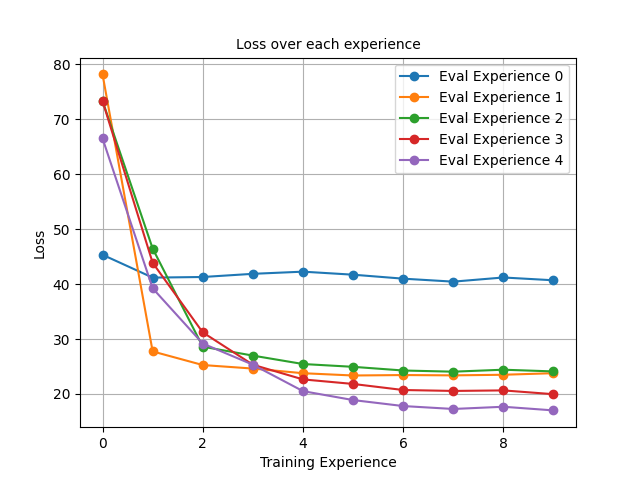 Loss over each experience
80
70
60
50
40
30
20
Loss
Eval Experience 0
Eval Experience 1
Eval Experience 2
Eval Experience 3
Eval Experience 4
0 2 4 6 8
Training Experience